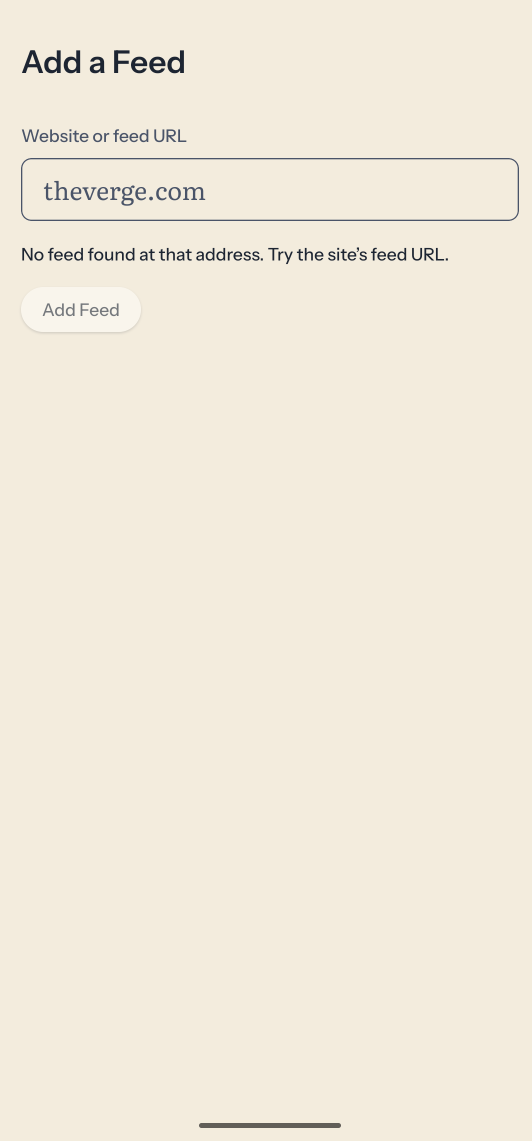 Add a Feed
Website or feed URL
theverge.com
No feed found at that address. Try the site’s feed URL.
Add Feed